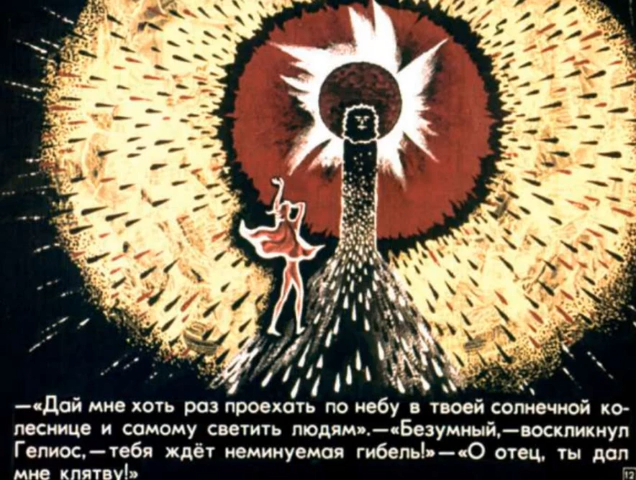 —«Дай мне хоть раз проехать по небу в твоей солнечной ко-
леснице и самому светить людям».—«Безумный,—воскликнул
Гелиос,—тебя ждёт неминуемая гибель!»—«О отец, ты дал
мне клятву!»
12